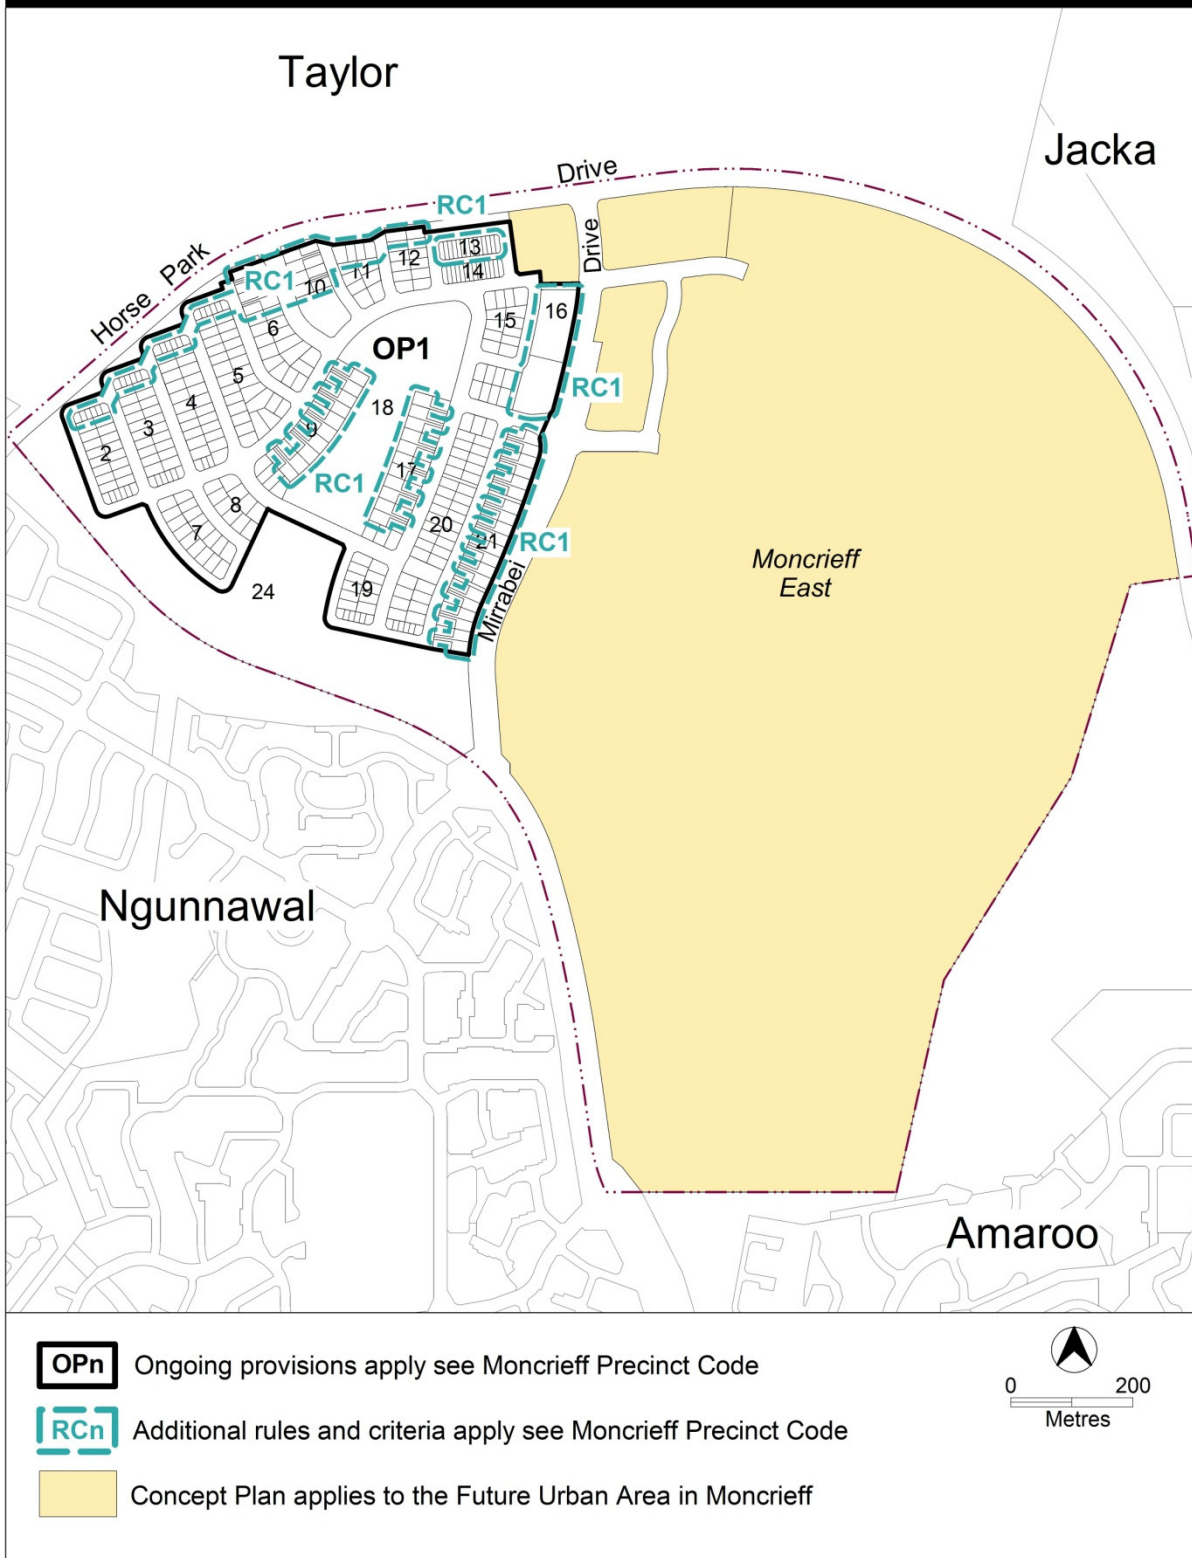 Taylor
Jacka
Drive
RC1
Drive
Park
Horse
13
12
14
11
RC1
10
16
15
6
OP1
5
RC1
4
18
3
9
2
17
RC1
8
20
7
21
RC1
Moncrieff
East
24
19
Mirrabei
Ngunnawal
Amaroo
OPn Ongoing provisions apply see Moncrieff Precinct Code
0 200
Metres
RCn Additional rules and criteria apply see Moncrieff Precinct Code
Concept Plan applies to the Future Urban Area in Moncrieff